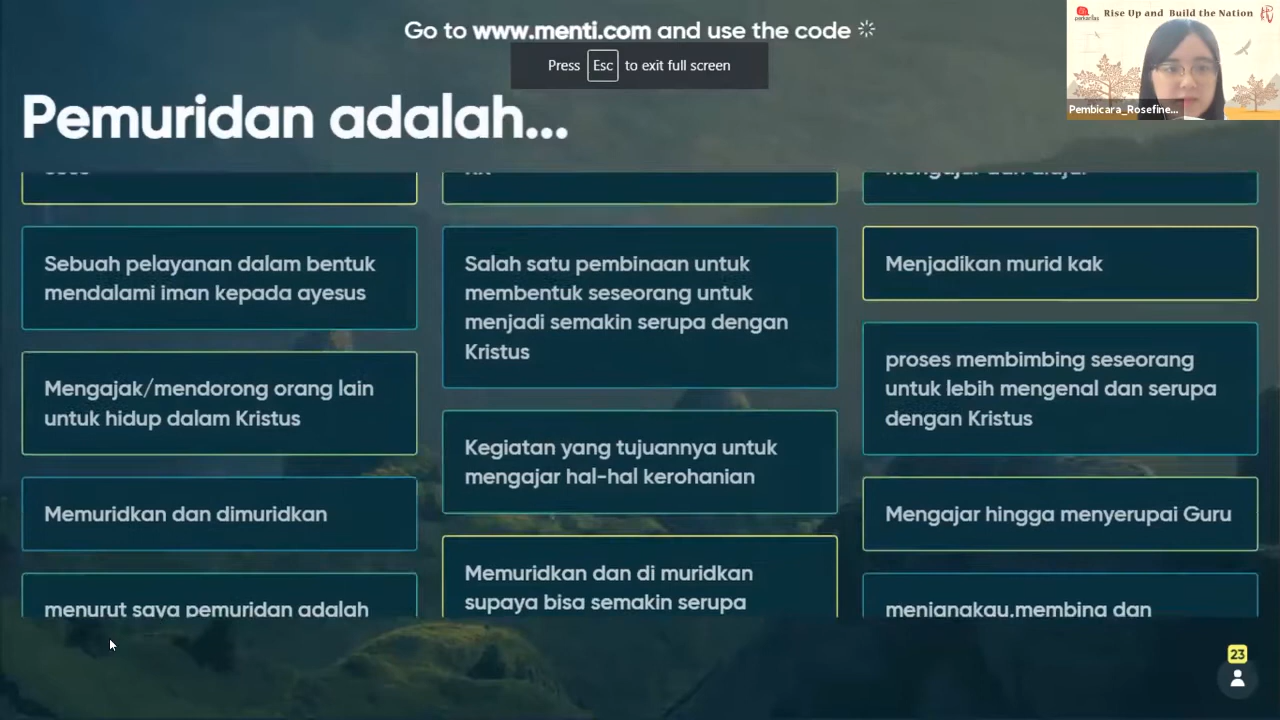 Go to www.menti.com and use the code
Press Esc to exit full screen
Rise Up and Build the Nation
perkantas
Pembicara_Rosefine...
Pemuridan adalah...
mengajar dan diajar
Sebuah pelayanan dalam bentuk
mendalami iman kepada ayesus
Mengajak/mendorong orang lain
untuk hidup dalam Kristus
Memuridkan dan dimuridkan
menurut saya pemuridan adalah
Salah satu pembinaan untuk
membentuk seseorang untuk
menjadi semakin serupa dengan
Kristus
Kegiatan yang tujuannya untuk
mengajar hal-hal kerohanian
Memuridkan dan di muridkan
supaya bisa semakin serupa
Menjadikan murid kak
proses membimbing seseorang
untuk lebih mengenal dan serupa
dengan Kristus
Mengajar hingga menyerupai Guru
menjangkau,membina dan
23